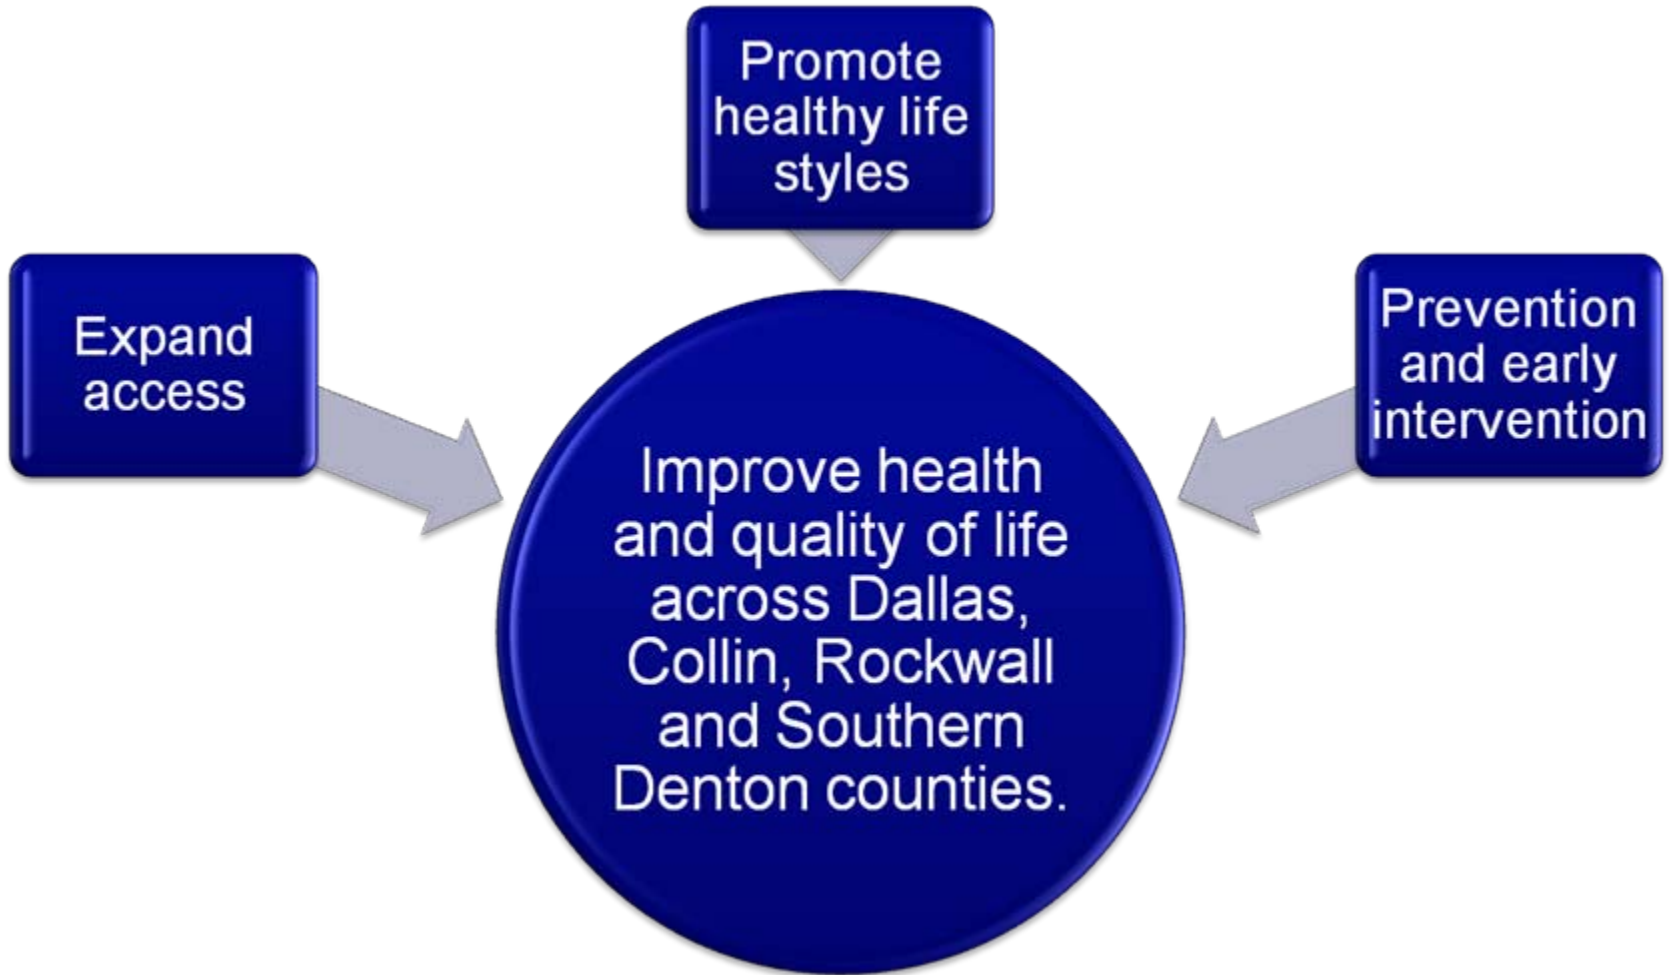 Promote
healthy life
styles
Expand
access
Prevention
and early
intervention
Improve health
and quality of life
across Dallas,
Collin, Rockwall
and Southern
Denton counties.